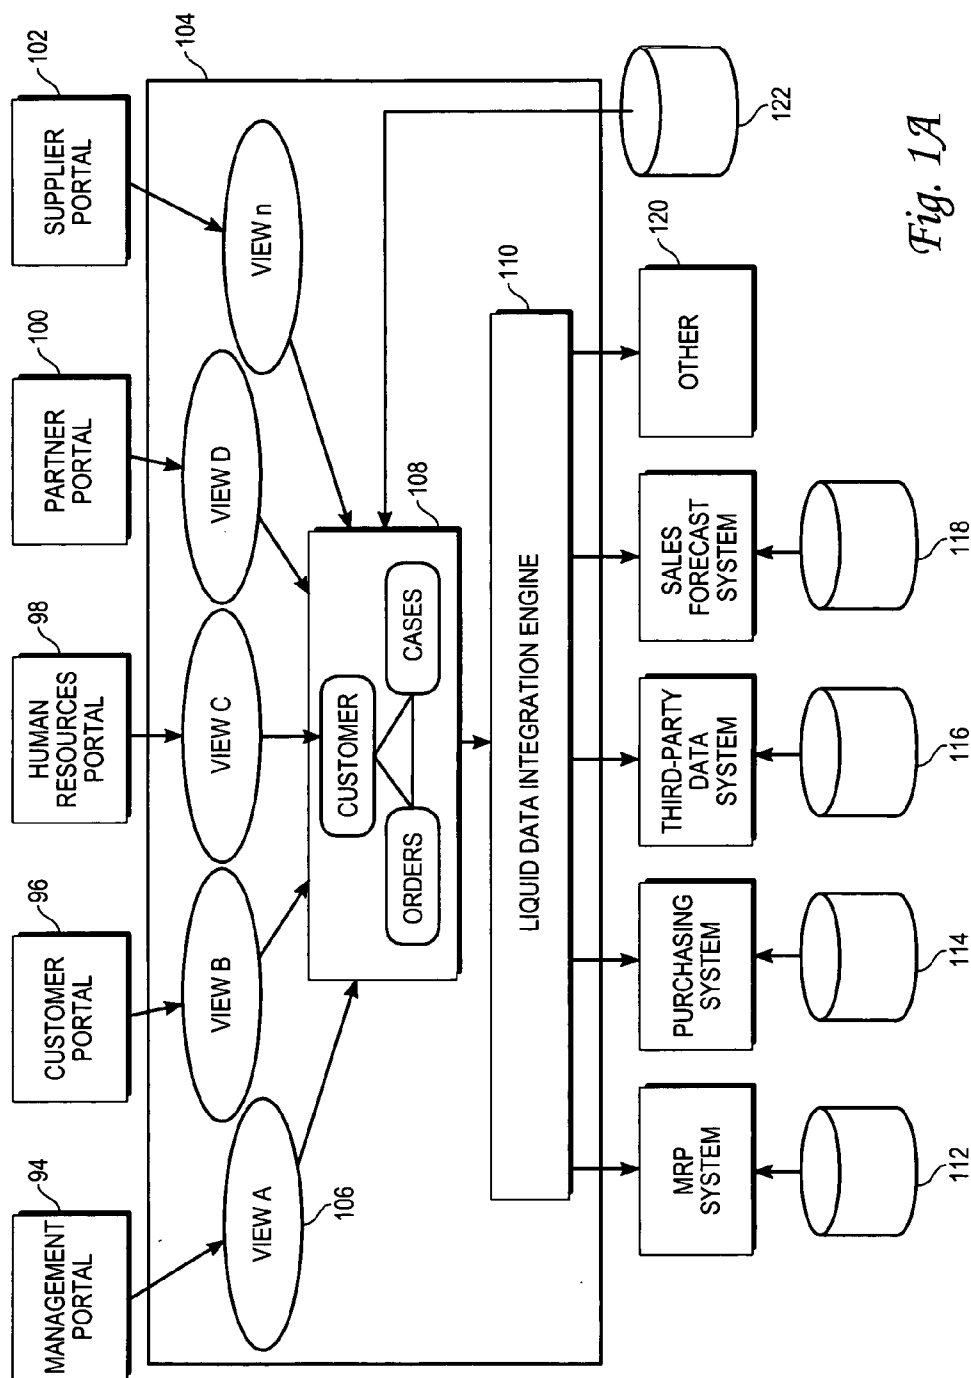 94
MANAGEMENT
PORTAL
96
CUSTOMER
PORTAL
98
HUMAN
RESOURCES
PORTAL
100
PARTNER
PORTAL
102
SUPPLIER
PORTAL
104
VIEW A
106
VIEW B
VIEW C
VIEW D
VIEW n
108
CUSTOMER
ORDERS
CASES
110
LIQUID DATA INTEGRATION ENGINE
MRP
SYSTEM
PURCHASING
SYSTEM
THIRD-PARTY
DATA
SYSTEM
SALES
FORECAST
SYSTEM
OTHER
120
112
114
116
118
122
Fig. 1A